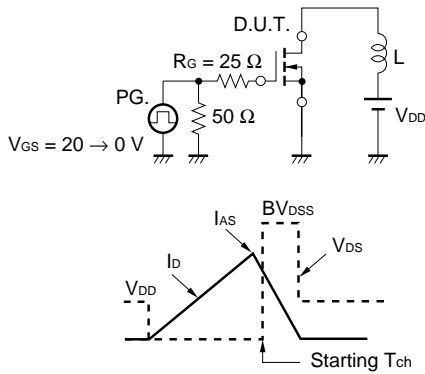 D.U.T.
RG = 25 Ω
L
PG.
50 Ω
VDD
VGS = 20 → 0 V
BVDSS
IAS
VDS
ID
VDD
Starting Tch